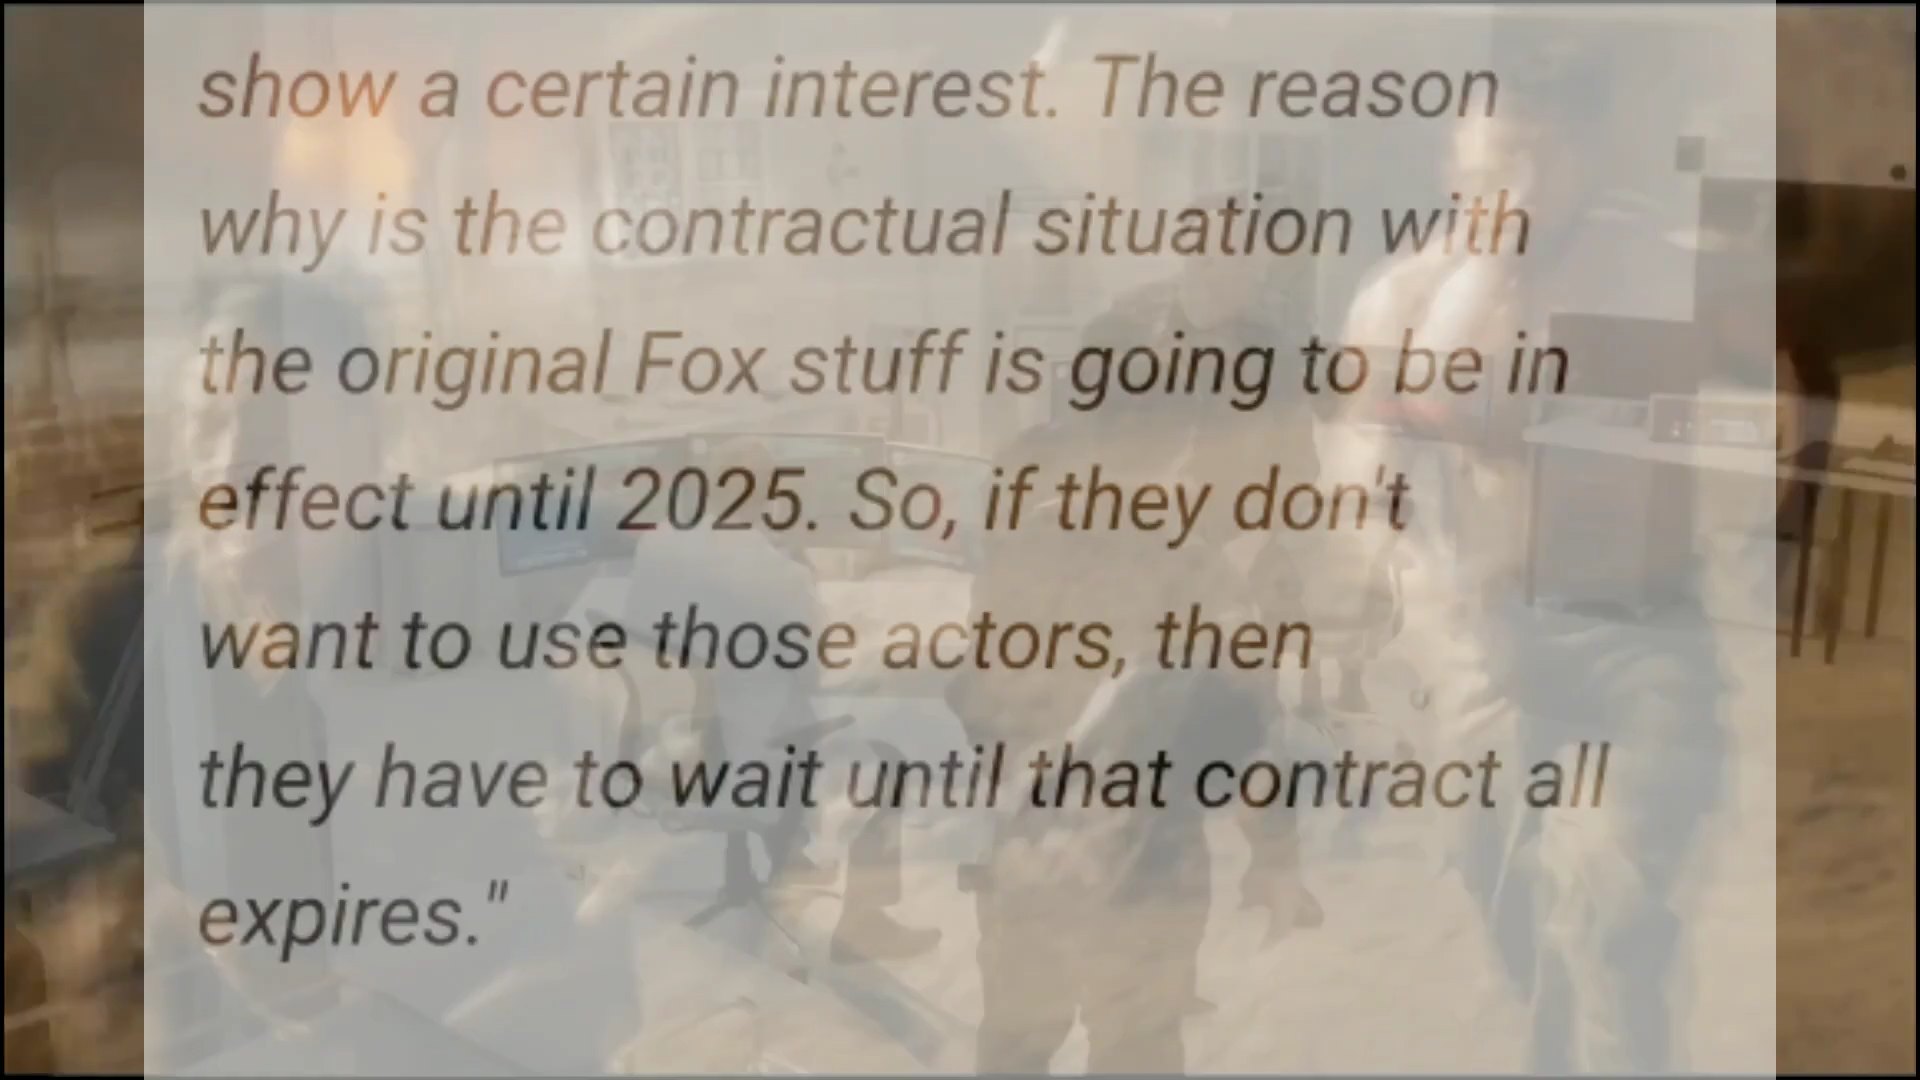 show a certain interest. The reason
why is the contractual situation with
the original Fox stuff is going to be in
effect until 2025. So, if they don't
want to use those actors, then
they have to wait until that contract all
expires."